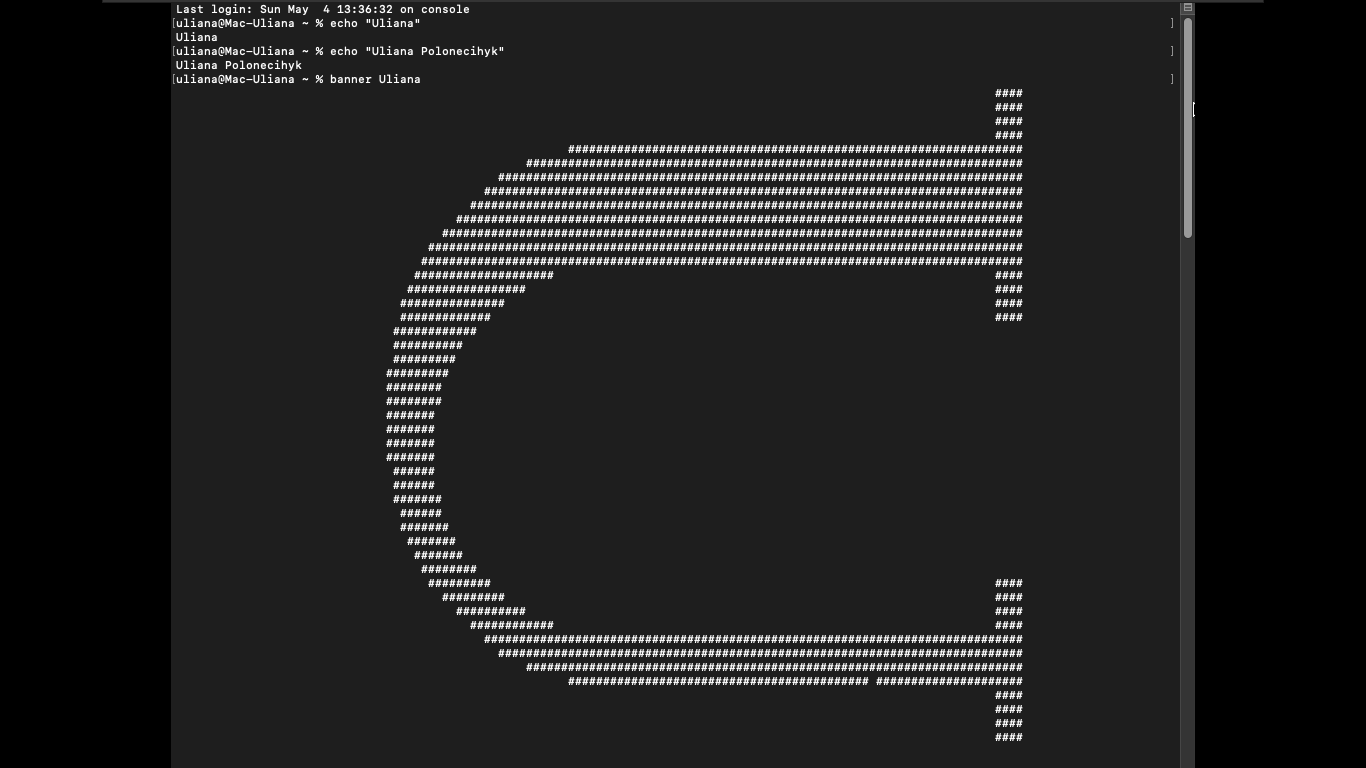 Last login: Sun May  4 13:36:32 on console
[uliana@Mac-Uliana ~ % echo "Uliana" ]
Uliana
[uliana@Mac-Uliana ~ % echo "Uliana Polonecihyk" ]
Uliana Polonecihyk
[uliana@Mac-Uliana ~ % banner Uliana ]